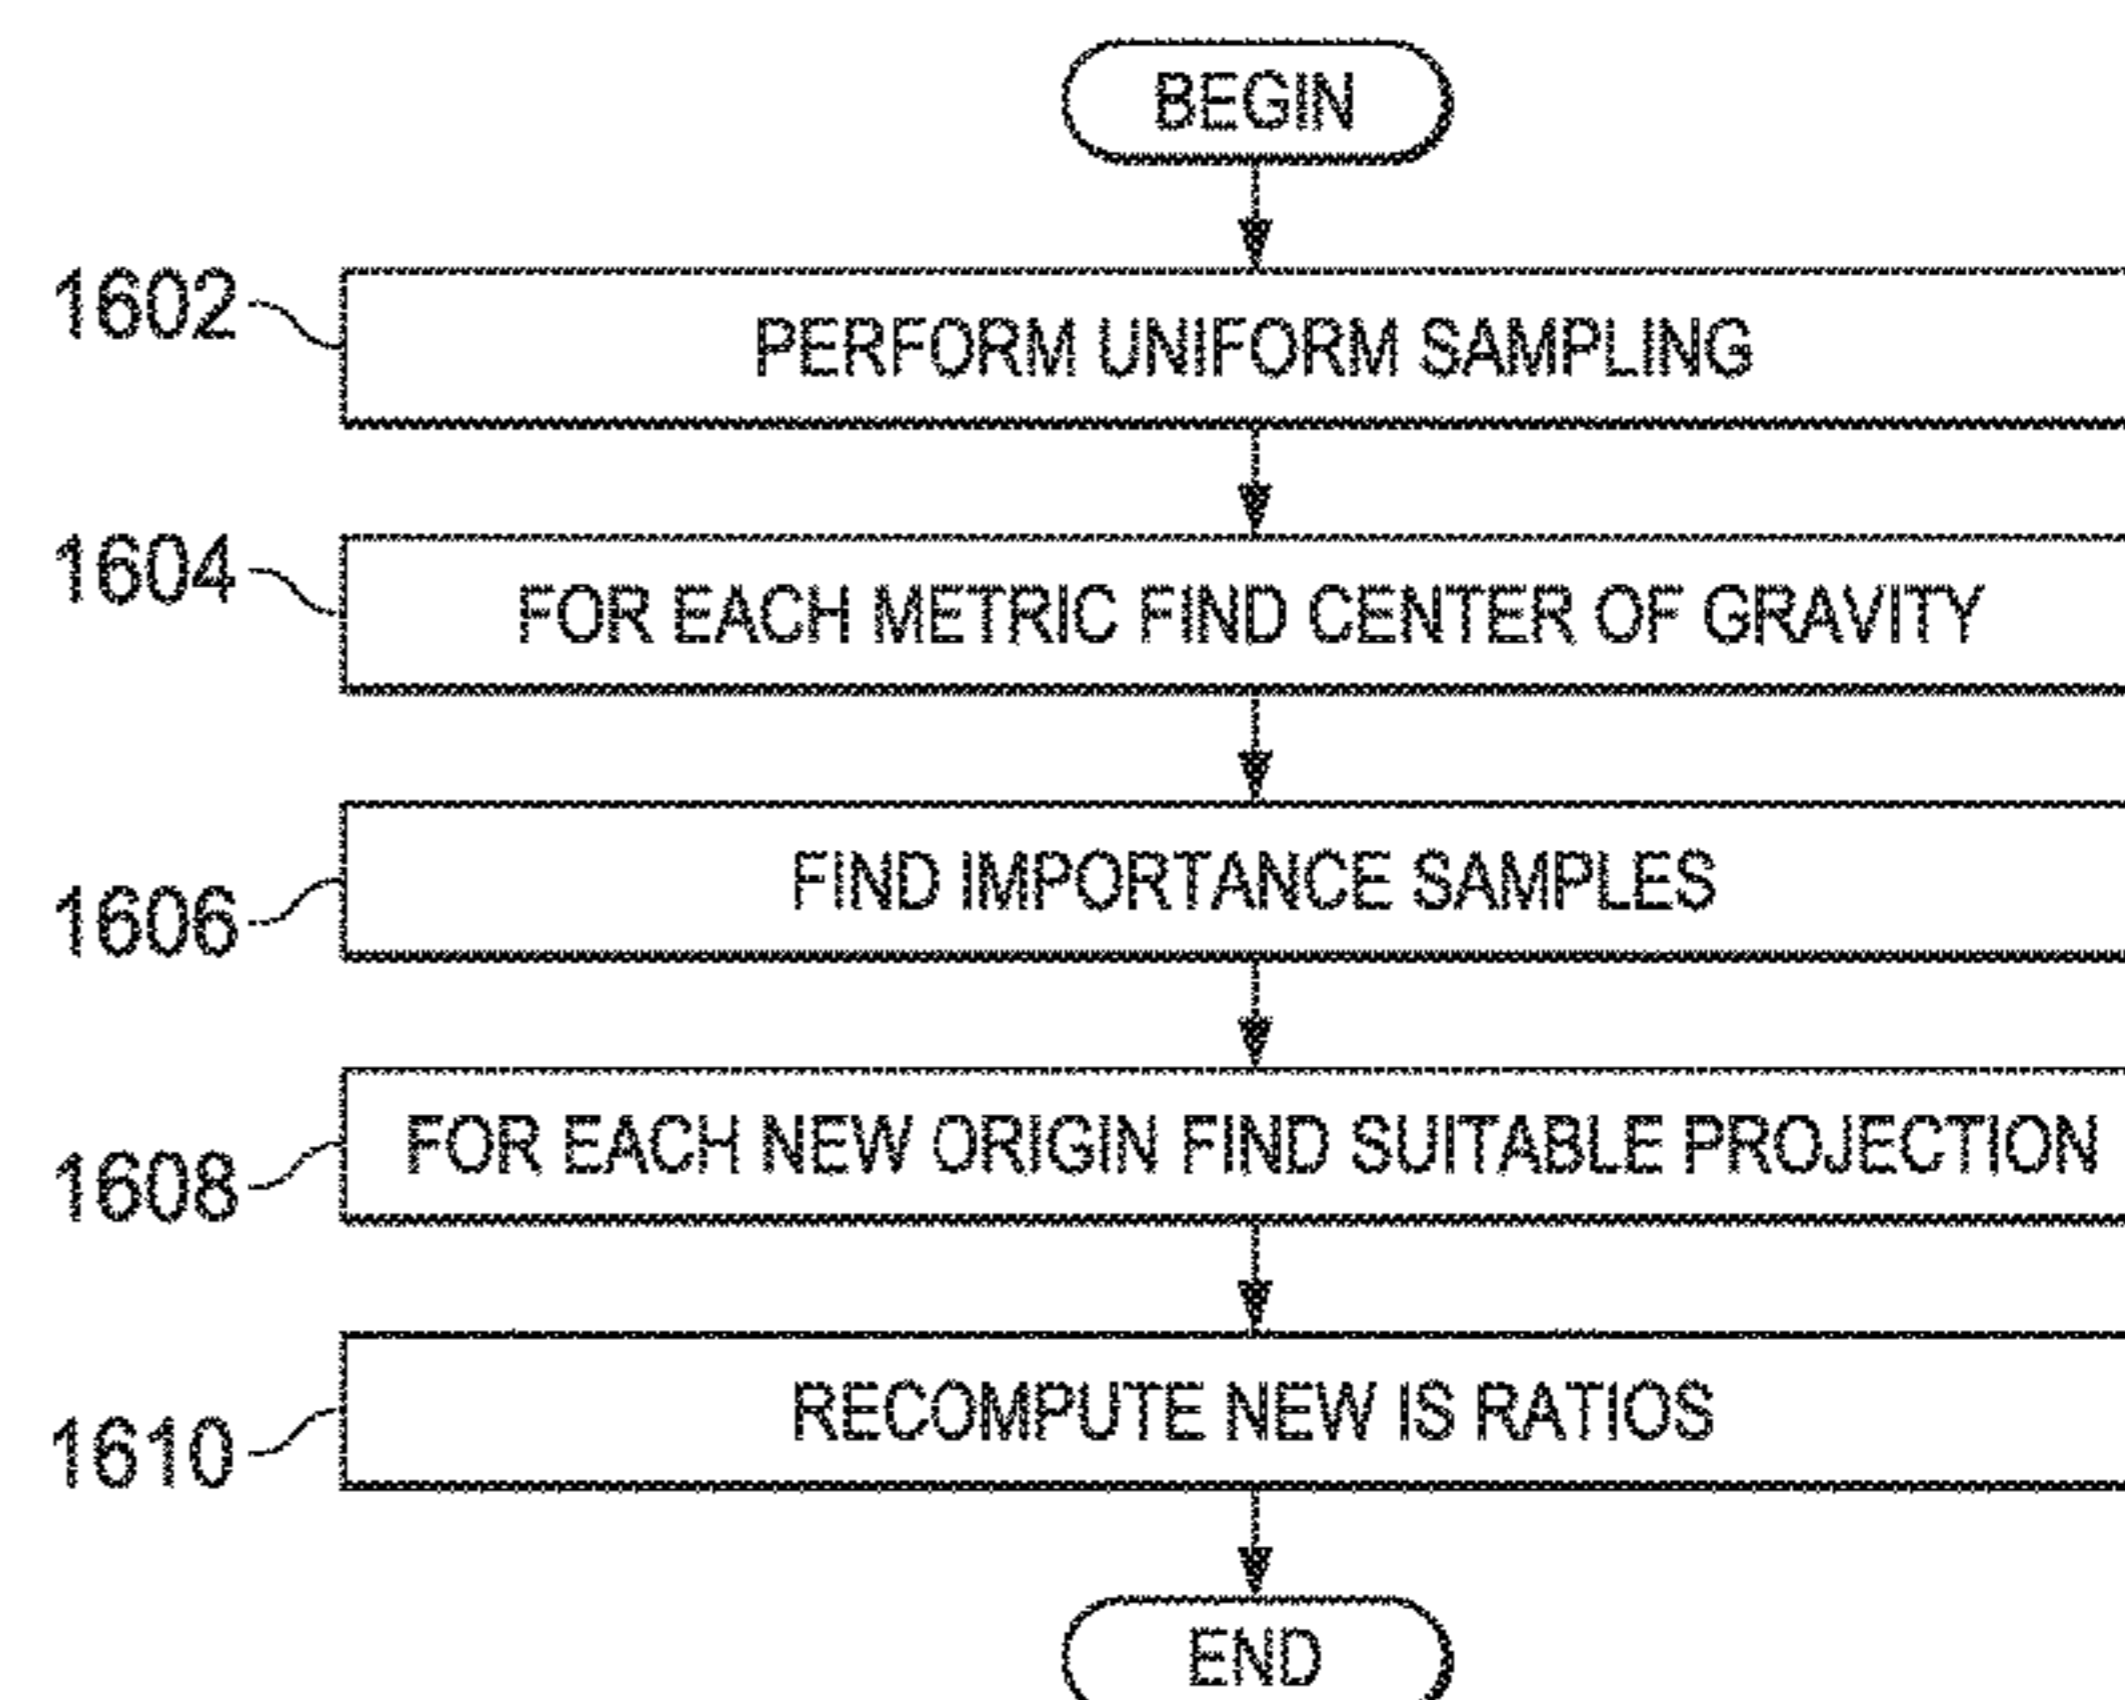 BEGIN
1602
PERFORM UNIFORM SAMPLING
1604
FOR EACH METRIC FIND CENTER OF GRAVITY
1606
FIND IMPORTANCE SAMPLES
1608
FOR EACH NEW ORIGIN FIND SUITABLE PROJECTION
1610
RECOMPUTE NEW IS RATIOS
END